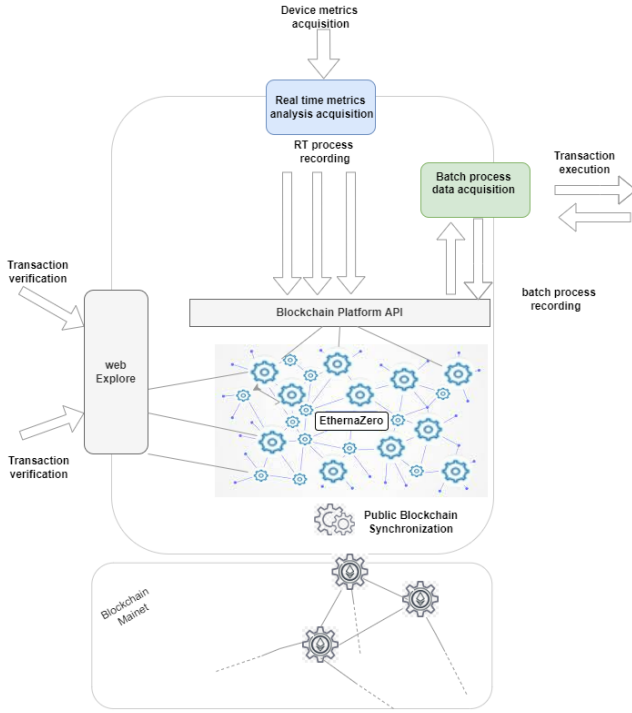 Device metrics
acquisition
Real time metrics
analysis acquisition
RT process
recording
Batch process
data acquisition
Transaction
execution
Transaction
verification
batch process
recording
Blockchain Platform API
web
Explore
EthernaZero
Transaction
verification
Public Blockchain
Synchronization
Blockchain
Mainet